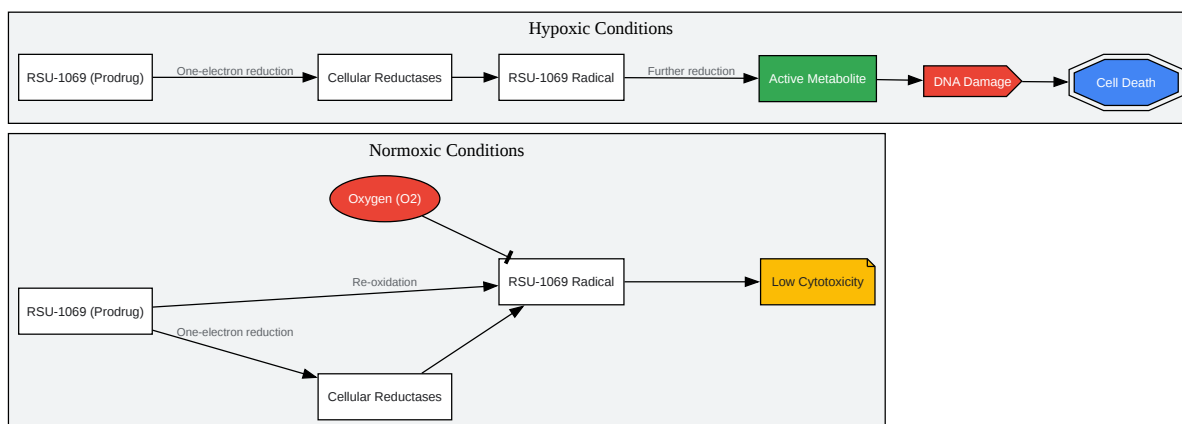 Hypoxic Conditions
RSU-1069 (Prodrug)
One-electron reduction
Cellular Reductases
RSU-1069 Radical
Further reduction
Active Metabolite
DNA Damage
Cell Death
Normoxic Conditions
Oxygen (O2)
RSU-1069 (Prodrug)
Re-oxidation
RSU-1069 Radical
Low Cytotoxicity
One-electron reduction
Cellular Reductases